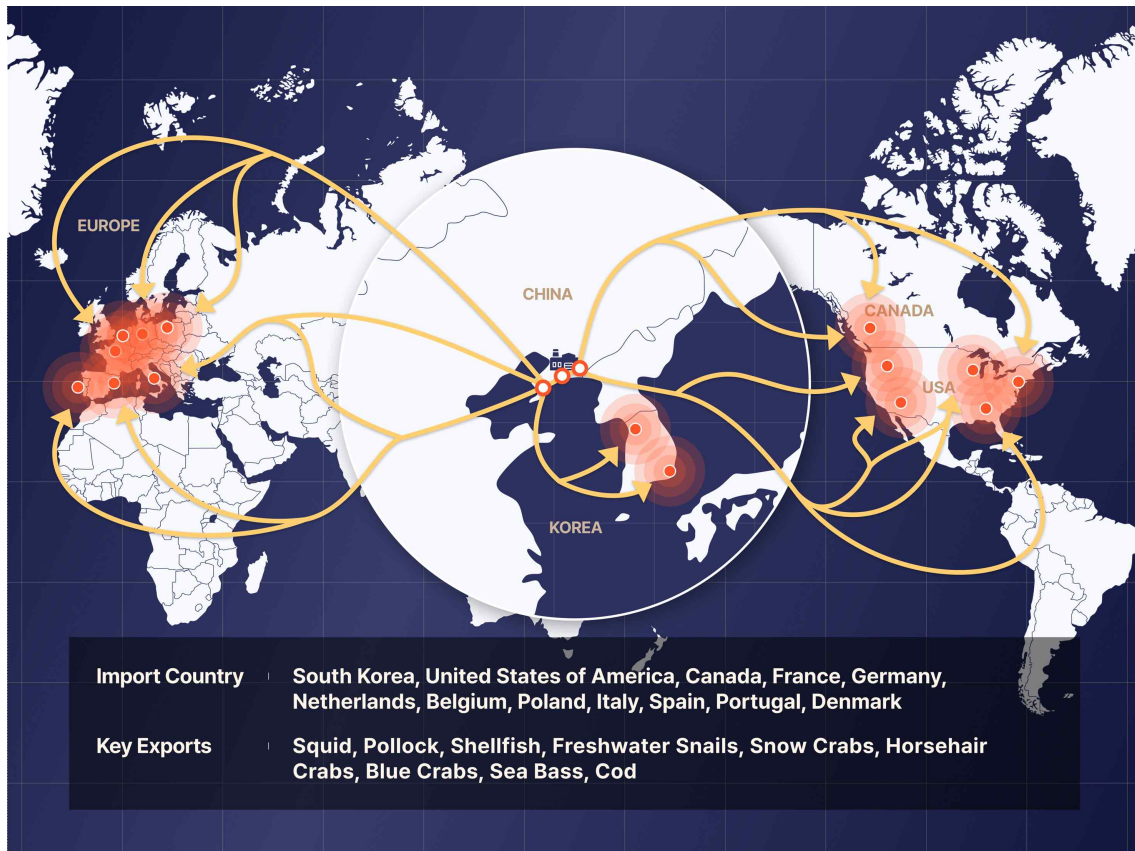 EUROPE
CHINA
CANADA
USA
KOREA
Import Country
South Korea, United States of America, Canada, France, Germany,
Netherlands, Belgium, Poland, Italy, Spain, Portugal, Denmark
Key Exports
Squid, Pollock, Shellfish, Freshwater Snails, Snow Crabs, Horsehair
Crabs, Blue Crabs, Sea Bass, Cod